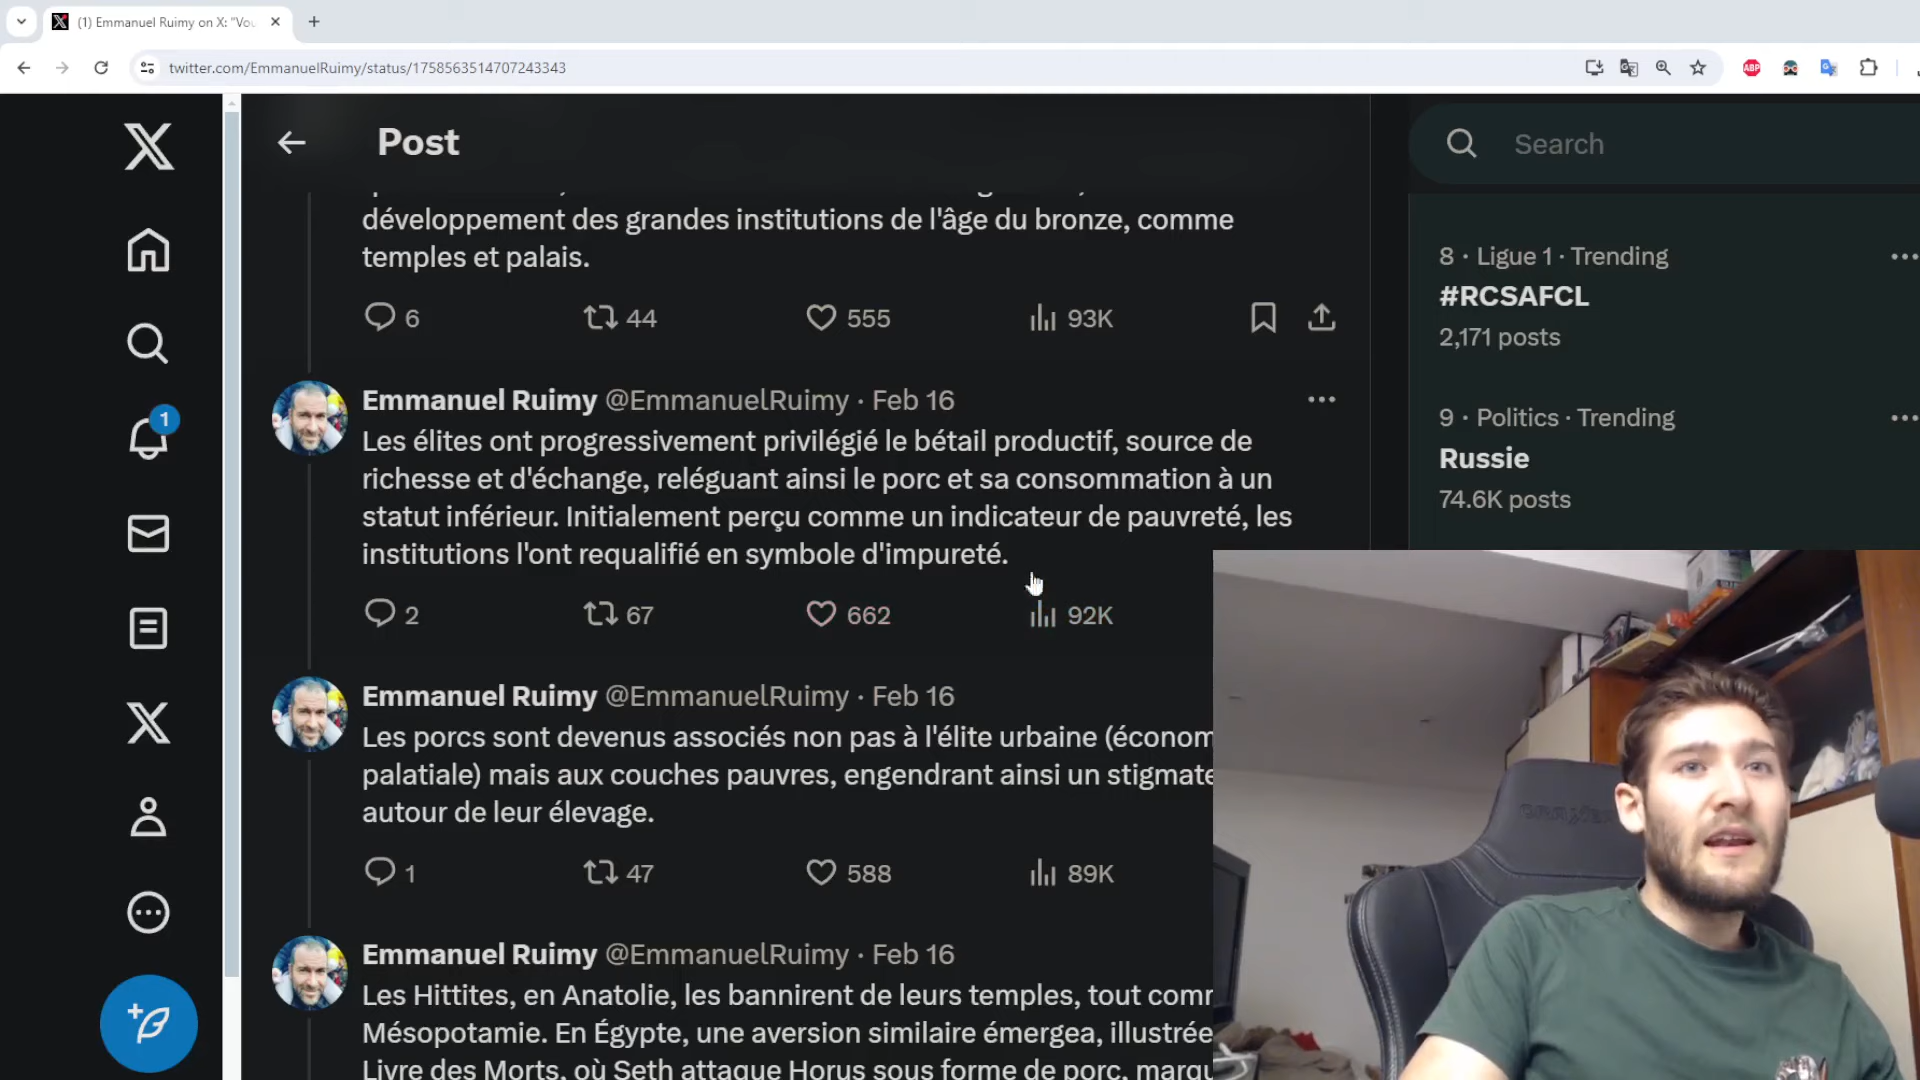 (1) Emmanuel Ruimy on X: "Vou
twitter.com/EmmanuelRuimy/status/1758563514707243343
ABP
Post
Search
développement des grandes institutions de l'âge du bronze, comme
temples et palais.
6 44 555 93K
Emmanuel Ruimy @EmmanuelRuimy · Feb 16
Les élites ont progressivement privilégié le bétail productif, source de
richesse et d'échange, reléguant ainsi le porc et sa consommation à un
statut inférieur. Initialement perçu comme un indicateur de pauvreté, les
institutions l'ont requalifié en symbole d'impureté.
2 67 662 92K
Emmanuel Ruimy @EmmanuelRuimy · Feb 16
Les porcs sont devenus associés non pas à l'élite urbaine (économ
palatiale) mais aux couches pauvres, engendrant ainsi un stigmate
autour de leur élevage.
1 47 588 89K
Emmanuel Ruimy @EmmanuelRuimy · Feb 16
Les Hittites, en Anatolie, les bannirent de leurs temples, tout comr
Mésopotamie. En Égypte, une aversion similaire émergea, illustrée
Livre des Morts, où Seth attaque Horus sous forme de porc, marqu
8 · Ligue 1 · Trending
#RCSAFCL
2,171 posts
9 · Politics · Trending
Russie
74.6K posts
1